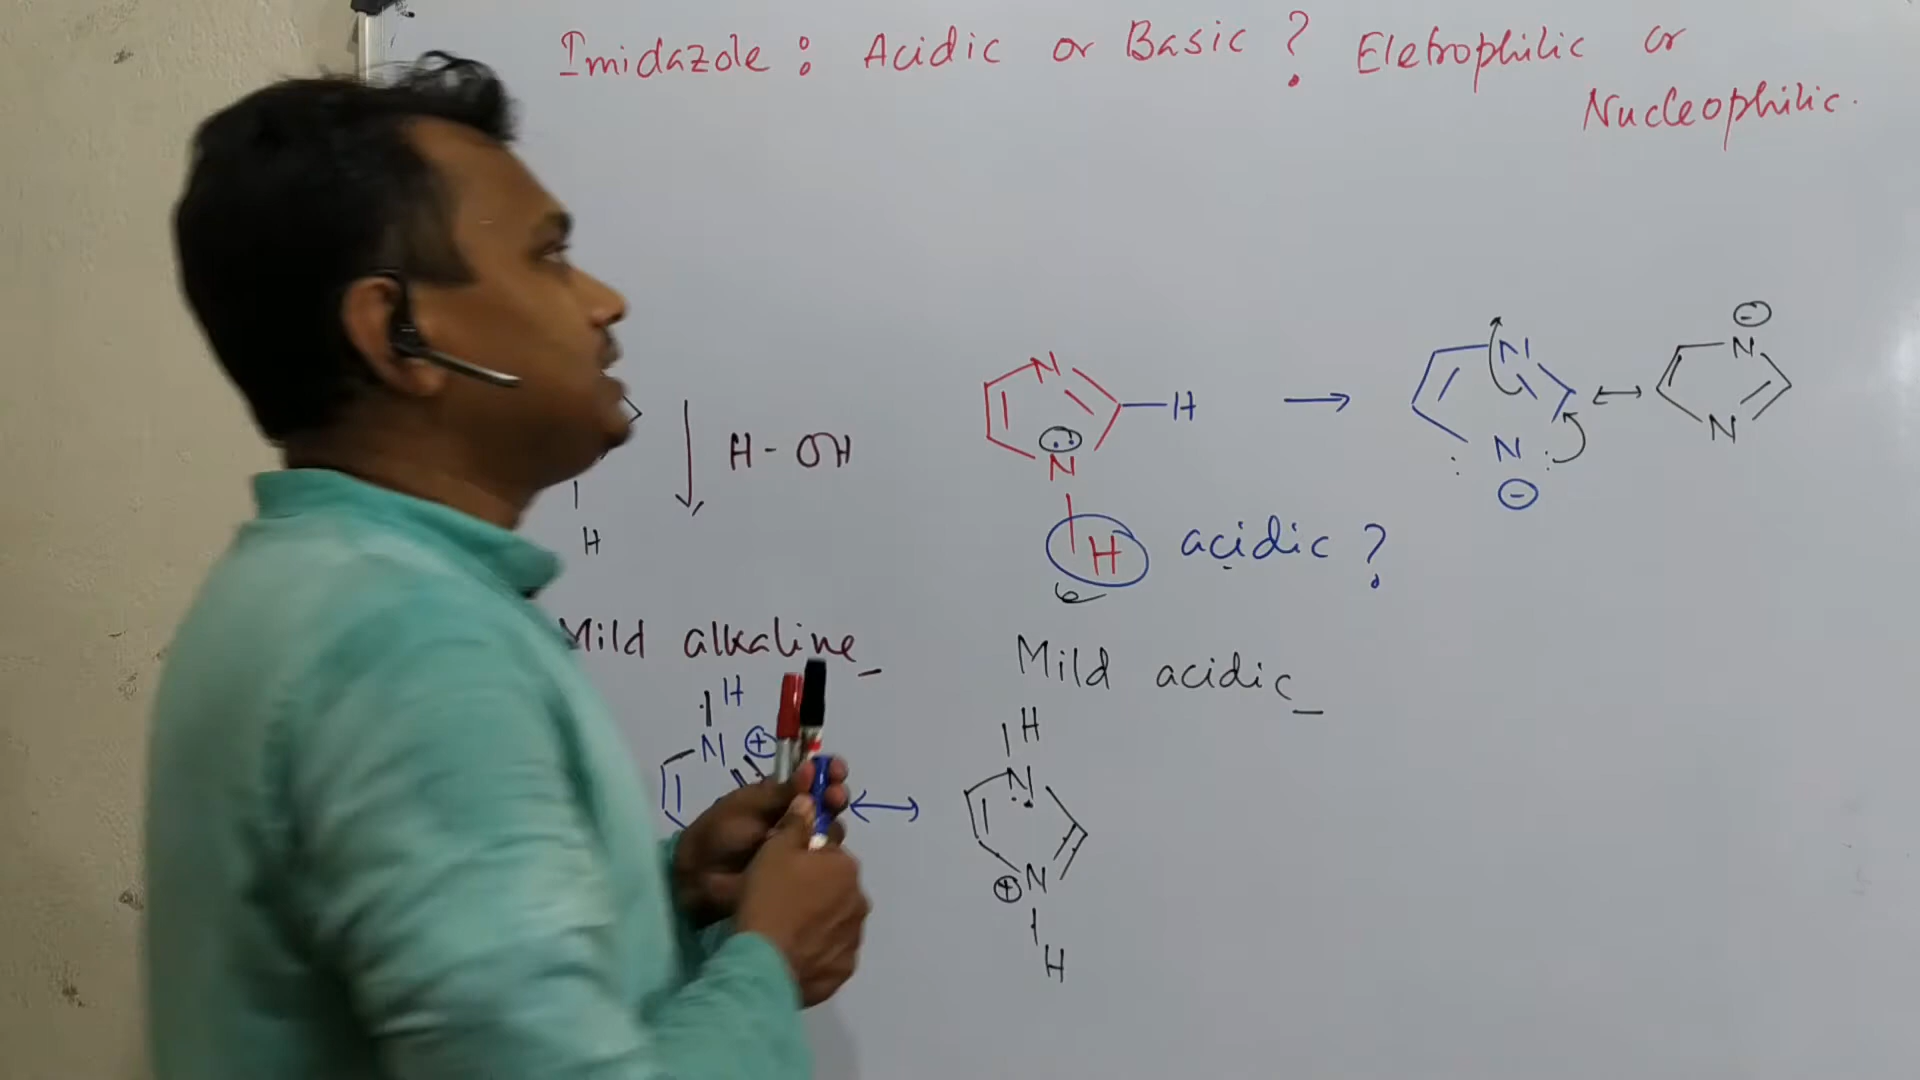 Imidazole : Acidic or Basic ? Eletrophilic or
Nucleophilic.
⊖
N
N
N
H
H - OH
N
N
N
⊖
H
H
acidic ?
Mild alkaline
Mild acidic
H
H
N
⊕
N
⊕
N
H